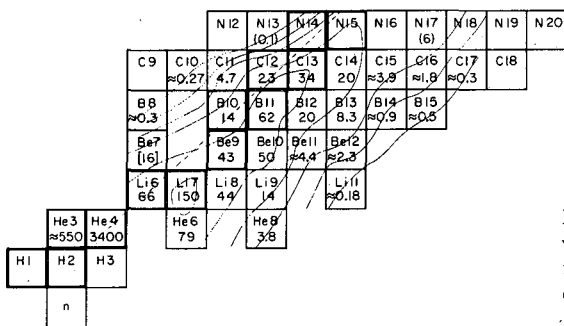 N12 N13 N14 N15 N16 N17 N18 N19 N20
(0.1) (6)
C9 C10 C11 C12 C13 C14 C15 C16 C17 C18
≈0.27 4.7 23 34 20 ≈3.9 ≈1.8 ≈0.3
B8 B10 B11 B12 B13 B14 B15
≈0.3 14 62 20 8.3 ≈0.9 ≈0.5
Be7 Be9 Be10 Be11 Be12
[16] 43 50 ≈4.4 ≈2.3
Li6 Li7 Li8 Li9 Li11
66 150 44 14 ≈0.18
He3 He4 He6 He8
≈550 3400 79 3.8
H1 H2 H3
n